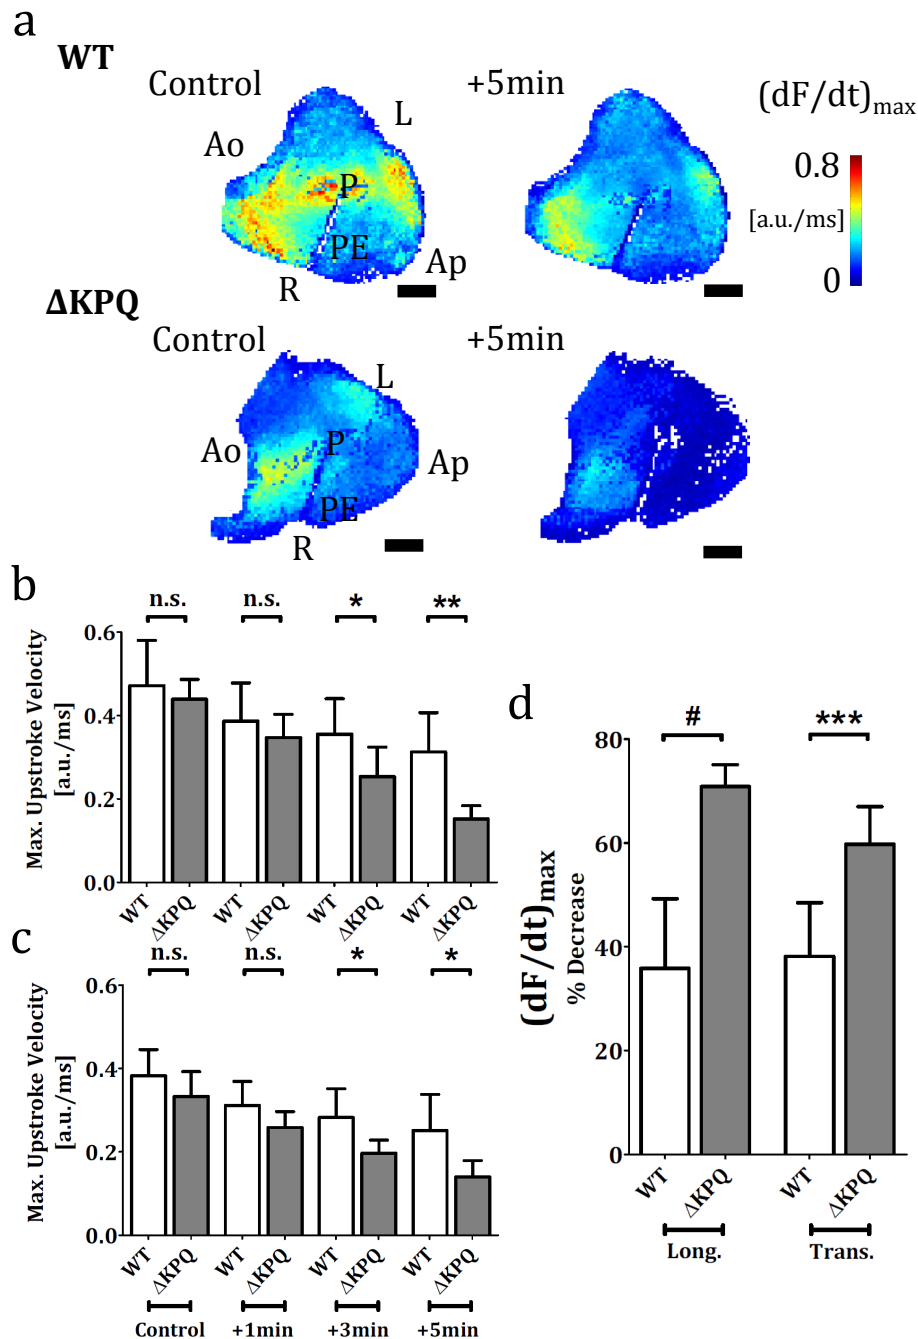 a
WT
Control
+5min
(dF/dt)max
L
Ao
P
PE
R
Ap
0.8
[a.u./ms]
0
ΔKPQ
Control
+5min
L
Ao
P
Ap
PE
R
b
n.s.
n.s.
*
**
Max. Upstroke Velocity
[a.u./ms]
0.6
0.4
0.2
0.0
WT
ΔKPQ
WT
ΔKPQ
WT
ΔKPQ
WT
ΔKPQ
c
n.s.
n.s.
*
*
Max. Upstroke Velocity
[a.u./ms]
0.6
0.4
0.2
0.0
WT
ΔKPQ
WT
ΔKPQ
WT
ΔKPQ
WT
ΔKPQ
Control
+1min
+3min
+5min
d
#
***
(dF/dt)max
% Decrease
80
60
40
20
0
WT
ΔKPQ
WT
ΔKPQ
Long.
Trans.